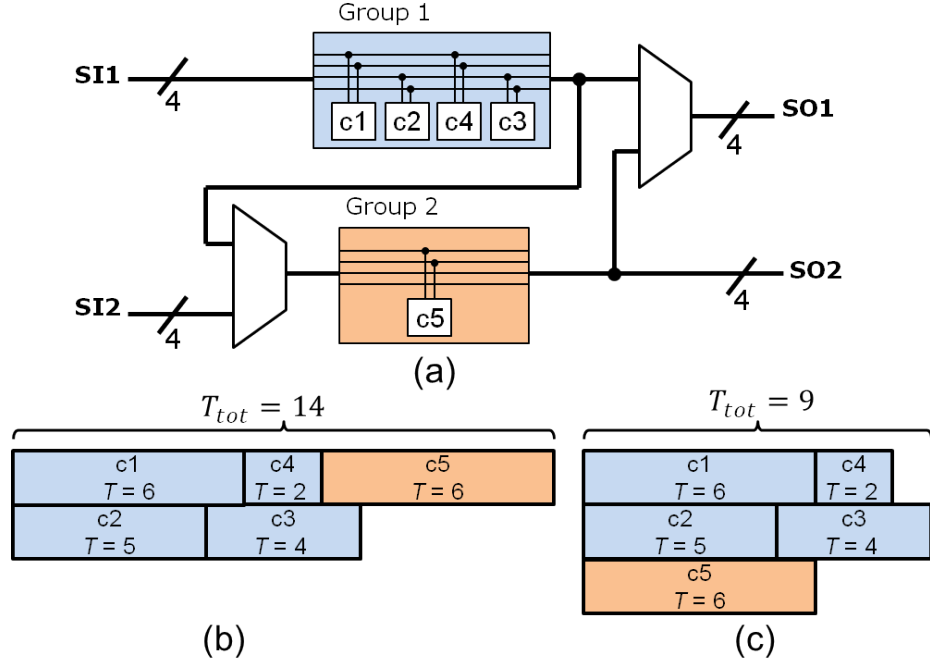 Group 1
SI1
4
c1 c2 c4 c3
SO1
4
Group 2
SI2
4
c5
SO2
4
(a)
T_tot = 14
c1
T = 6
c4
T = 2
c5
T = 6
c2
T = 5
c3
T = 4
(b)
T_tot = 9
c1
T = 6
c4
T = 2
c2
T = 5
c3
T = 4
c5
T = 6
(c)